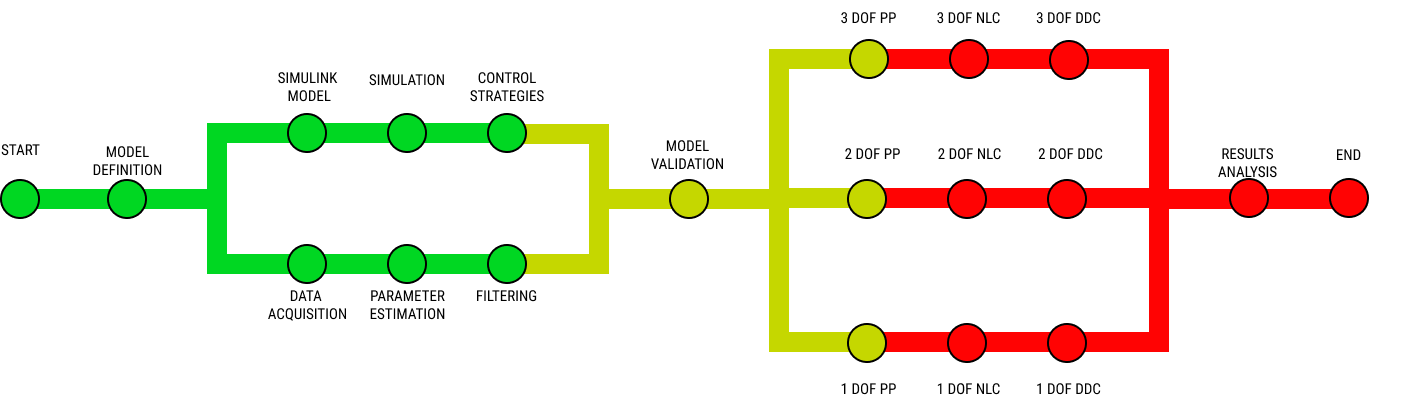 START
MODEL
DEFINITION
SIMULINK
MODEL
SIMULATION
CONTROL
STRATEGIES
DATA
ACQUISITION
PARAMETER
ESTIMATION
FILTERING
MODEL
VALIDATION
3 DOF PP
3 DOF NLC
3 DOF DDC
2 DOF PP
2 DOF NLC
2 DOF DDC
1 DOF PP
1 DOF NLC
1 DOF DDC
RESULTS
ANALYSIS
END